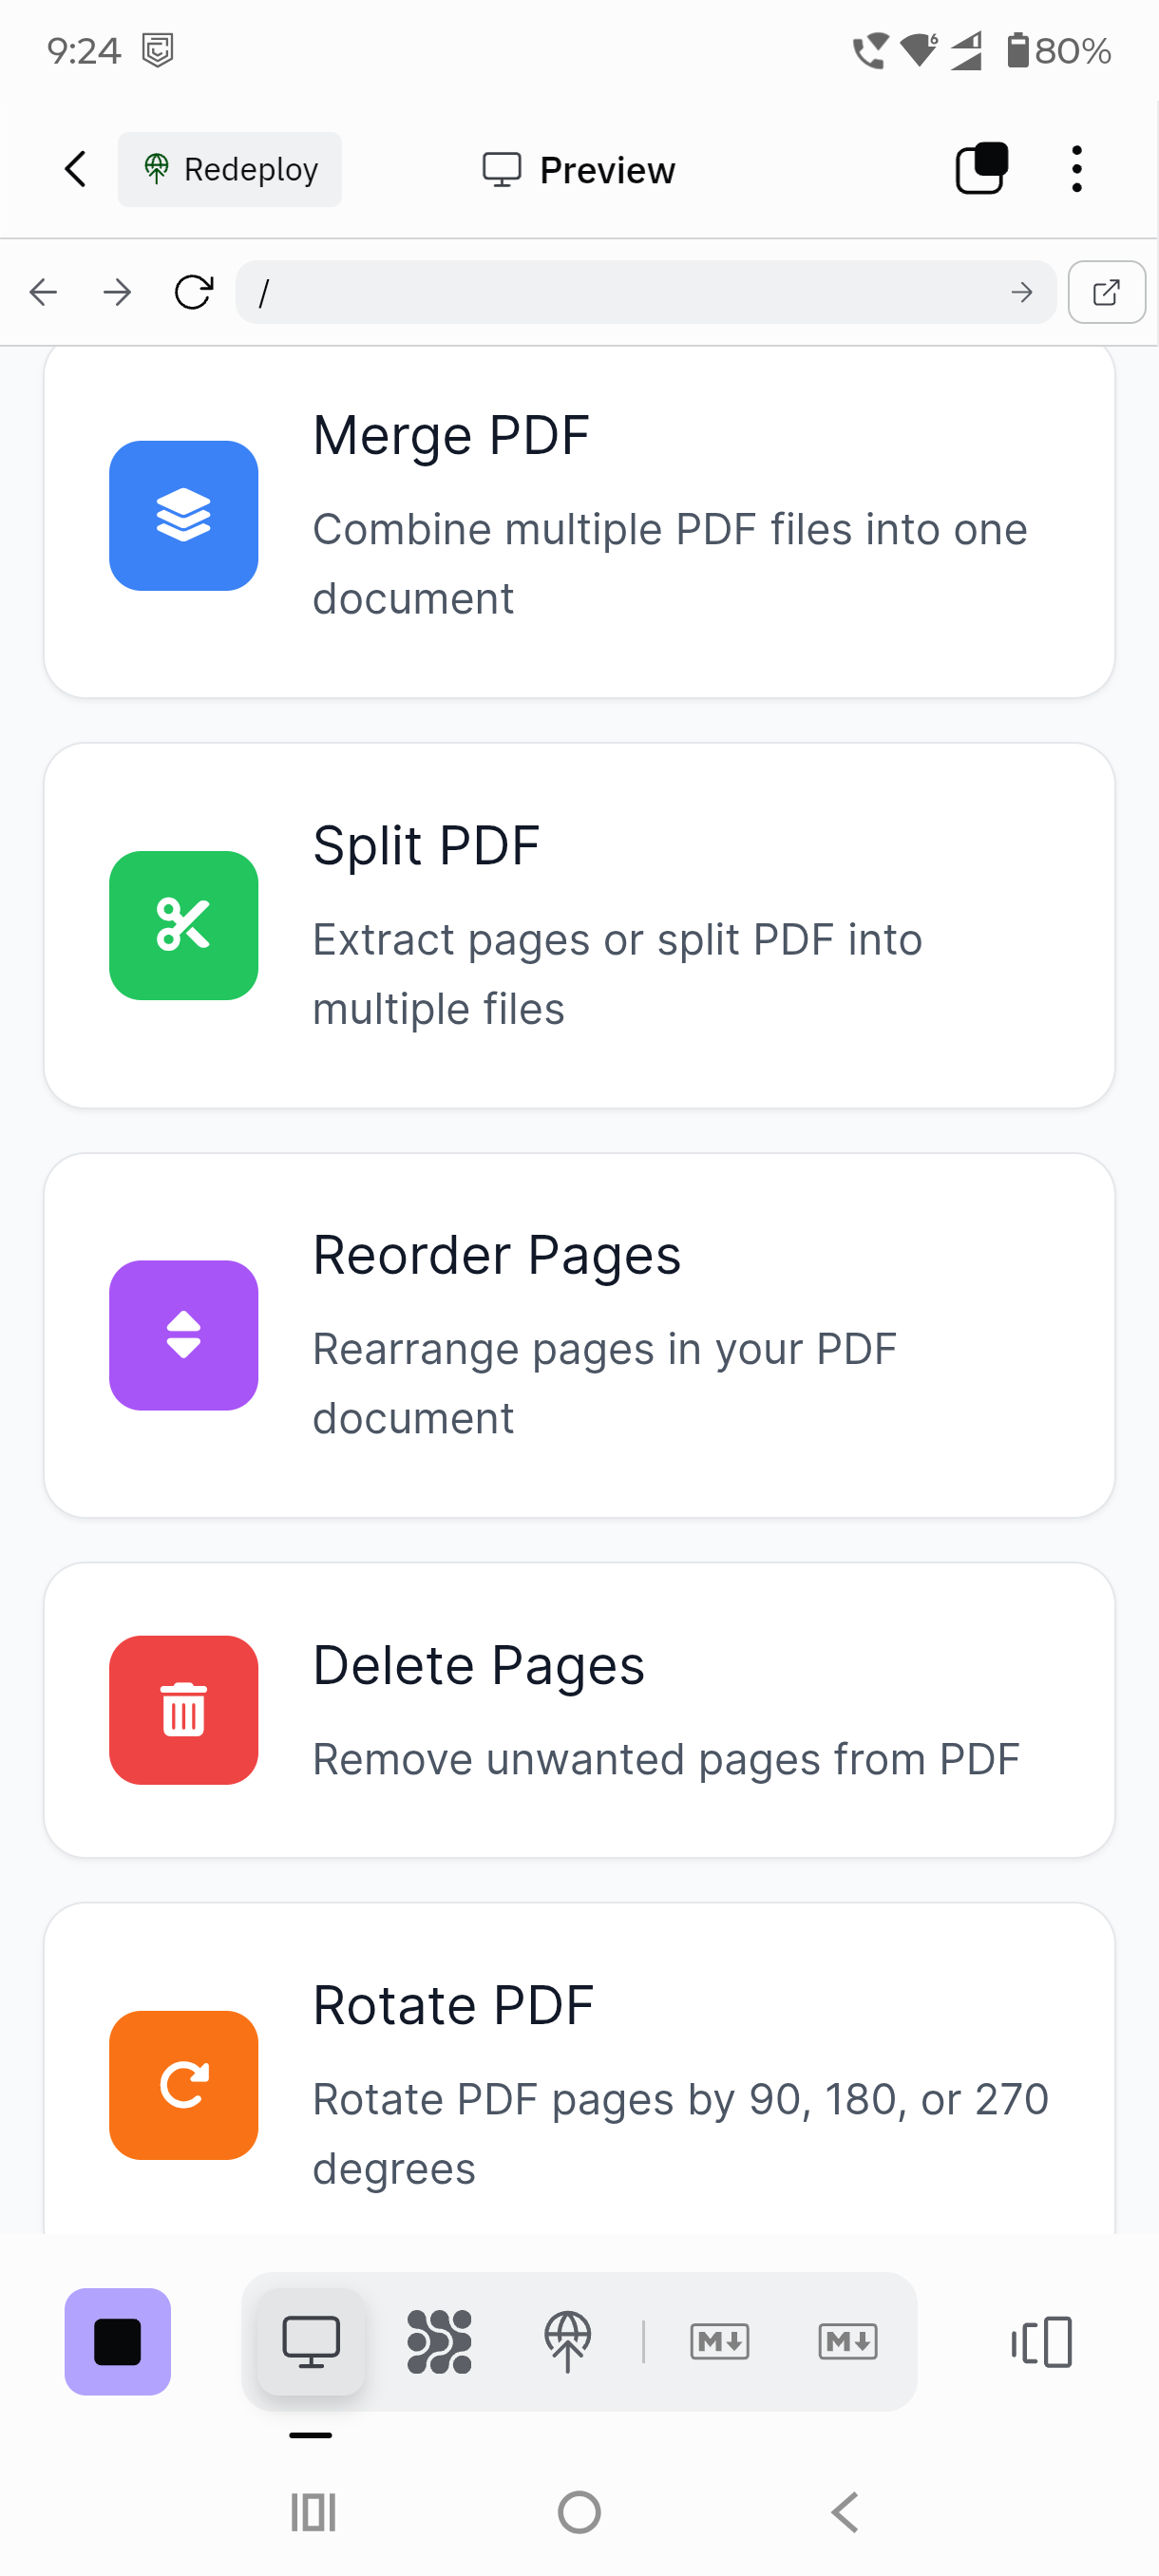 9:24
6
80%
Redeploy
Preview
/
Merge PDF
Combine multiple PDF files into one
document
Split PDF
Extract pages or split PDF into
multiple files
Reorder Pages
Rearrange pages in your PDF
document
Delete Pages
Remove unwanted pages from PDF
Rotate PDF
Rotate PDF pages by 90, 180, or 270
degrees
M M